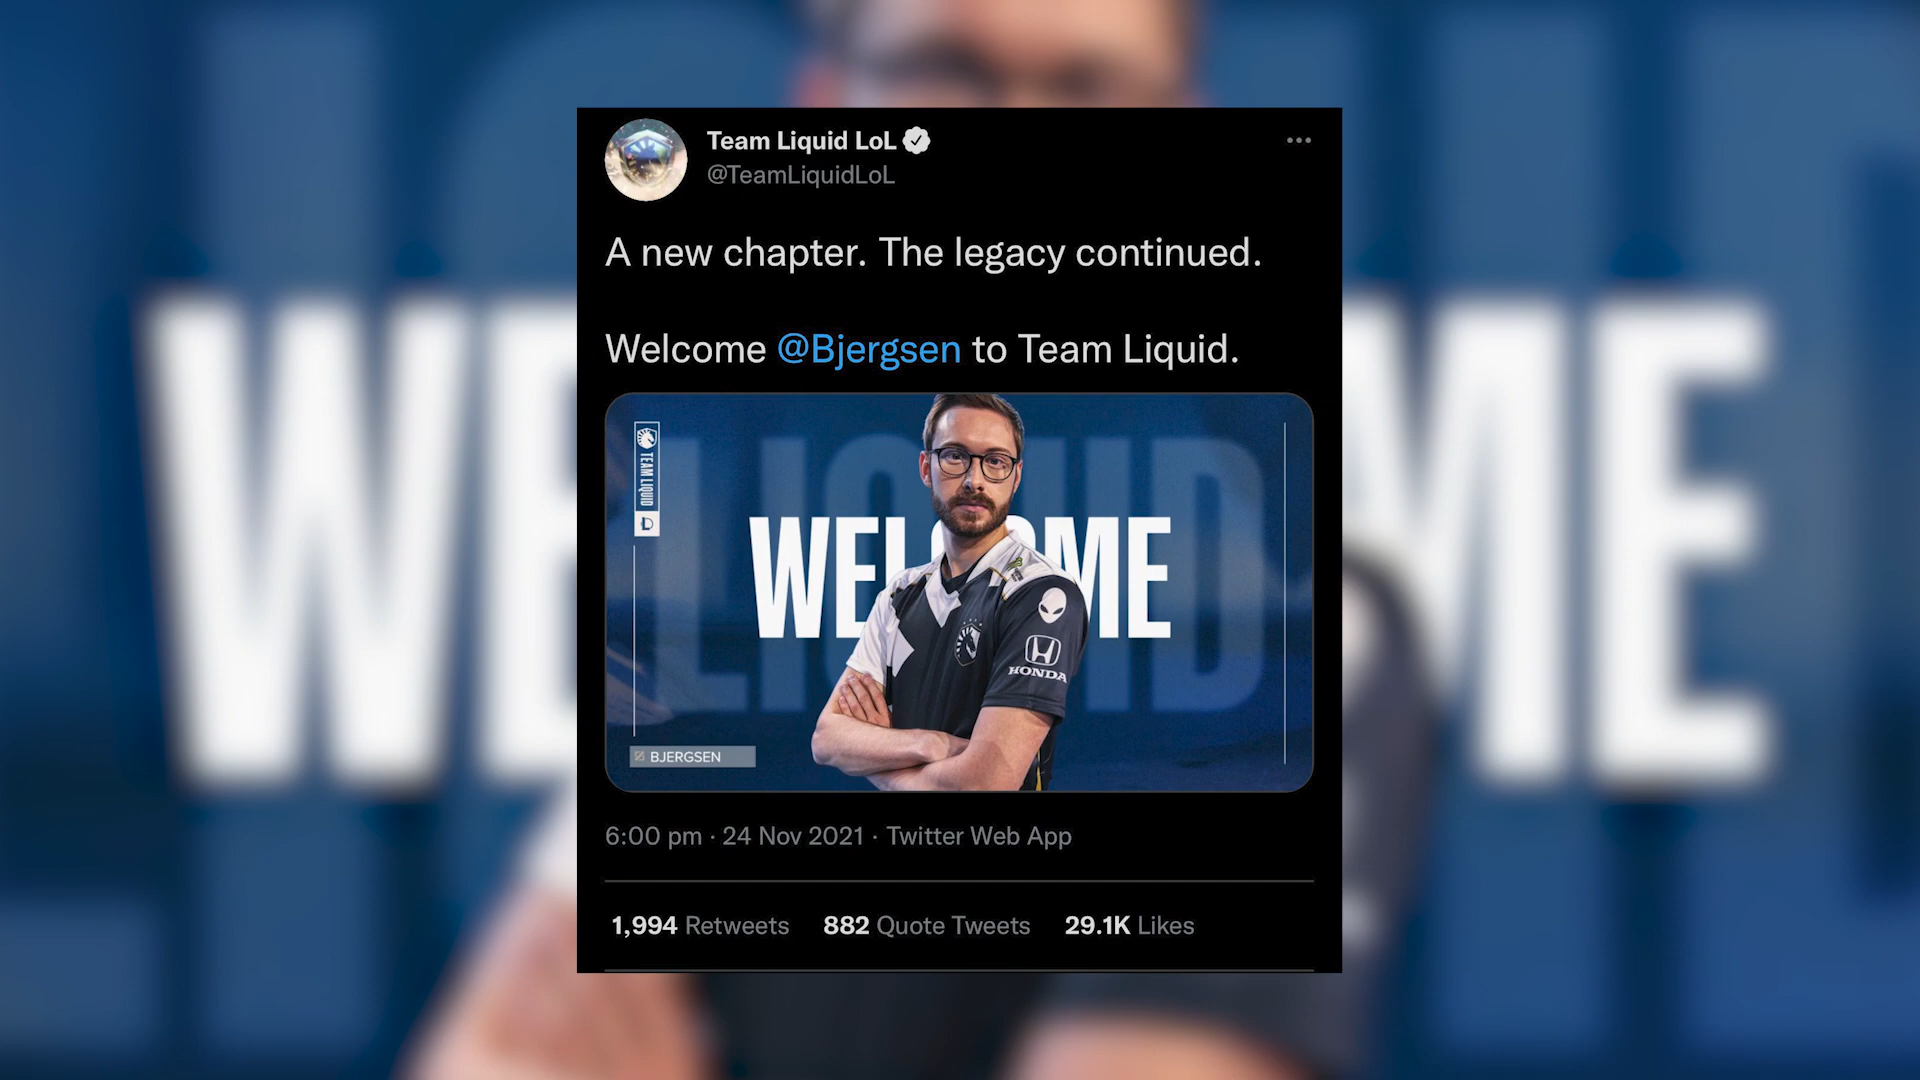 Team Liquid LoL
@TeamLiquidLoL
A new chapter. The legacy continued.
Welcome @Bjergsen to Team Liquid.
TEAM LIQUID
LIQUID
WELCOME
HONDA
BJERGSEN
6:00 pm · 24 Nov 2021 · Twitter Web App
1,994 Retweets 882 Quote Tweets 29.1K Likes